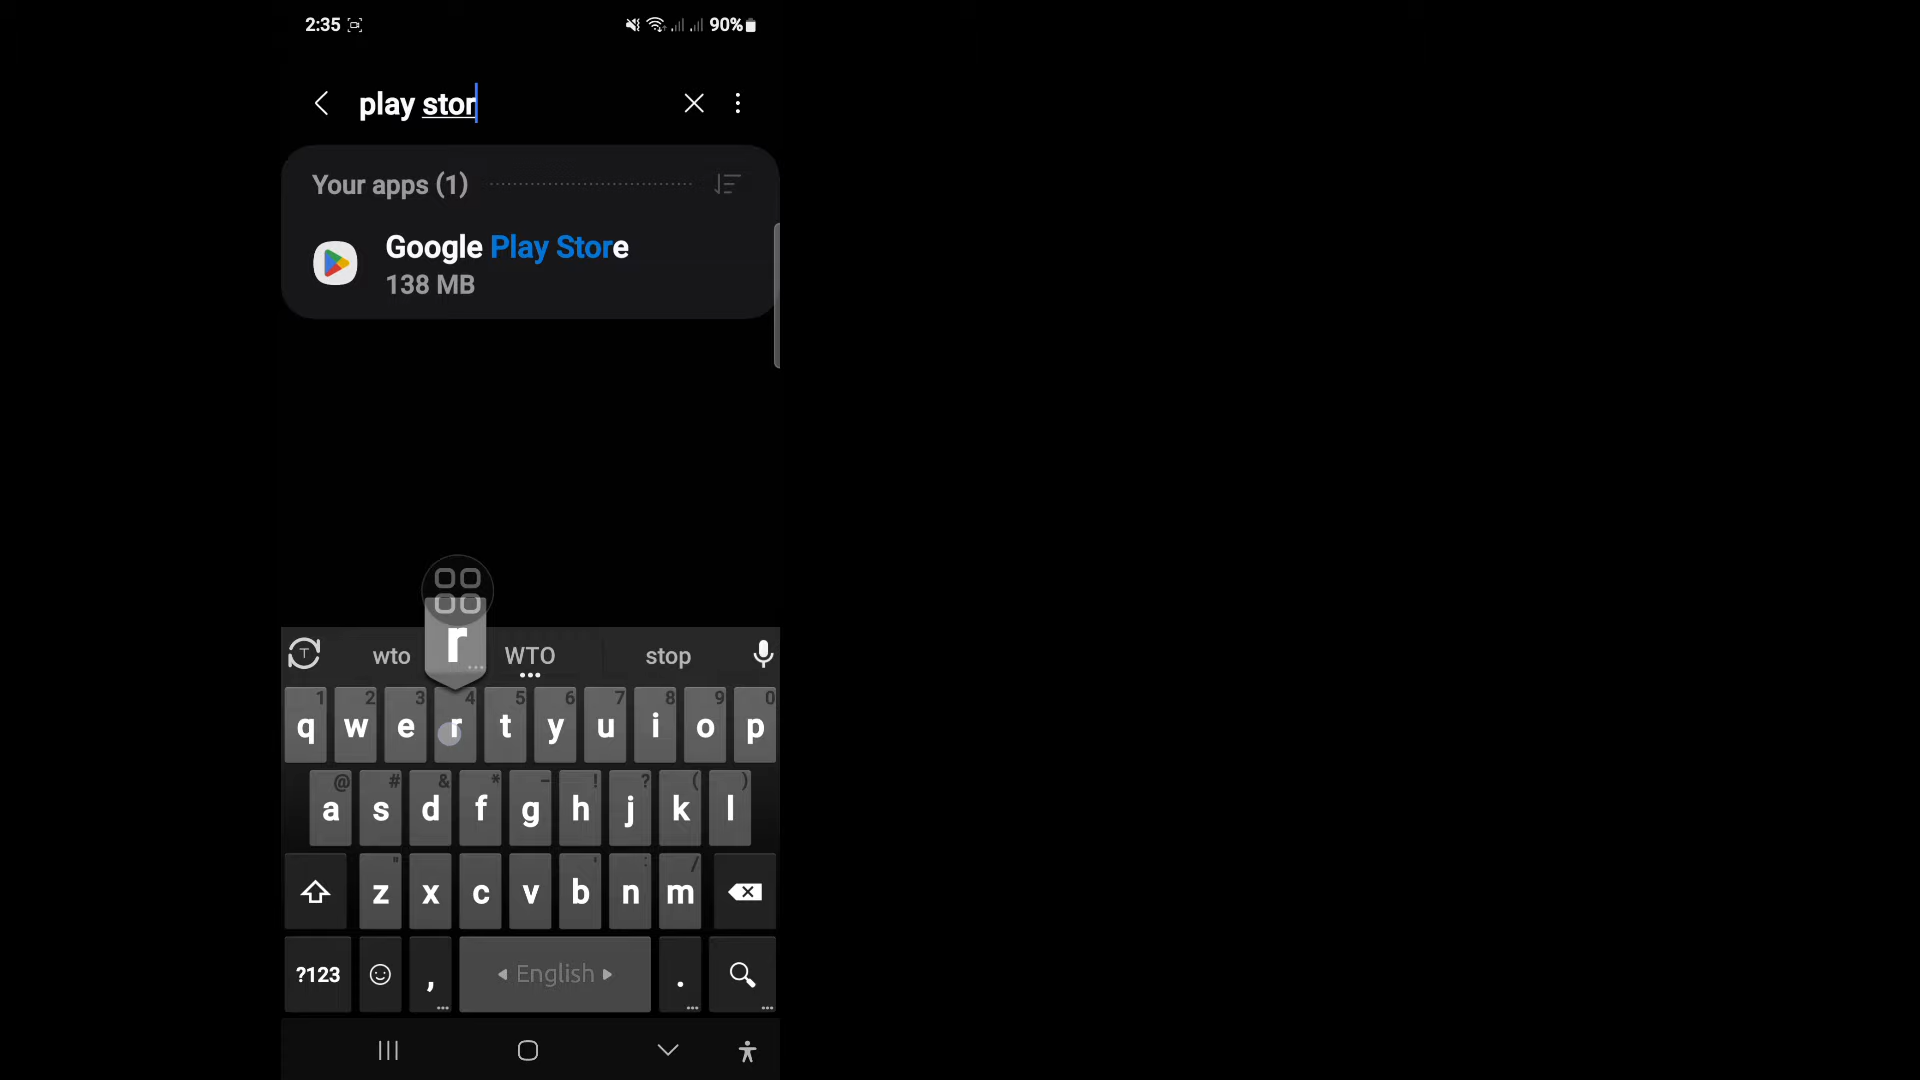 2:35 90%
play stor
Your apps (1)
Google Play Store
138 MB
r
wto WTO stop
1 2 3 4 5 6 7 8 9 0
q w e r t y u i o p
@ # & * - ! ? ( )
a s d f g h j k l
" ' : /
z x c v b n m
?123 , English .